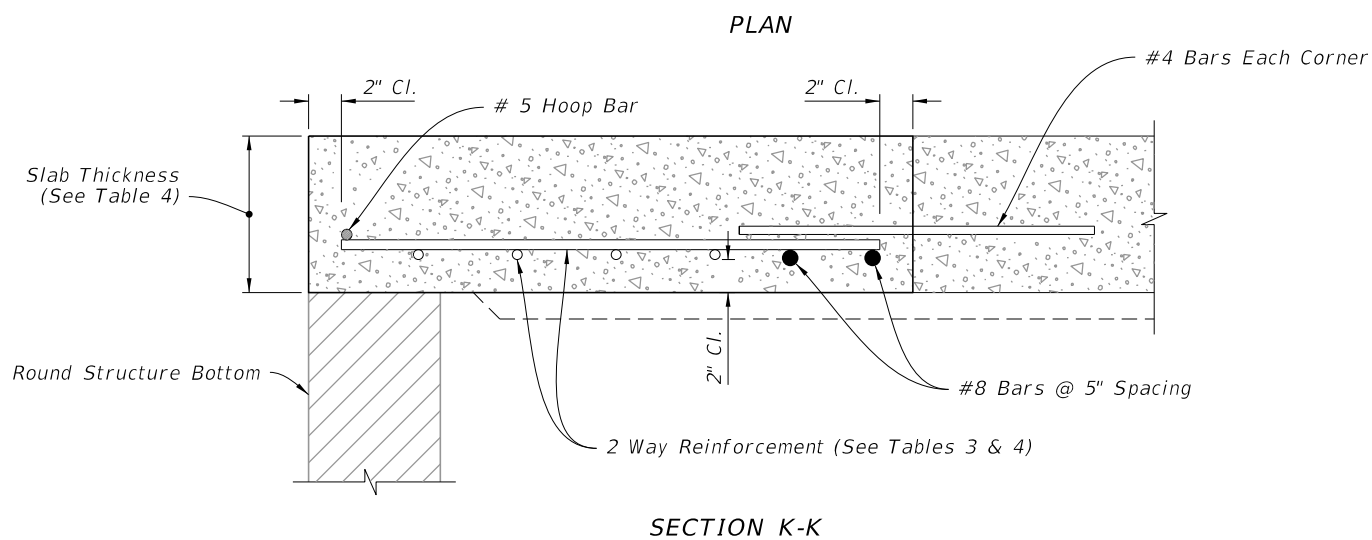 PLAN
#4 Bars Each Corner
2" Cl.
2" Cl.
# 5 Hoop Bar
Slab Thickness
(See Table 4)
2" Cl.
Round Structure Bottom
#8 Bars @ 5" Spacing
2 Way Reinforcement (See Tables 3 & 4)
SECTION K-K